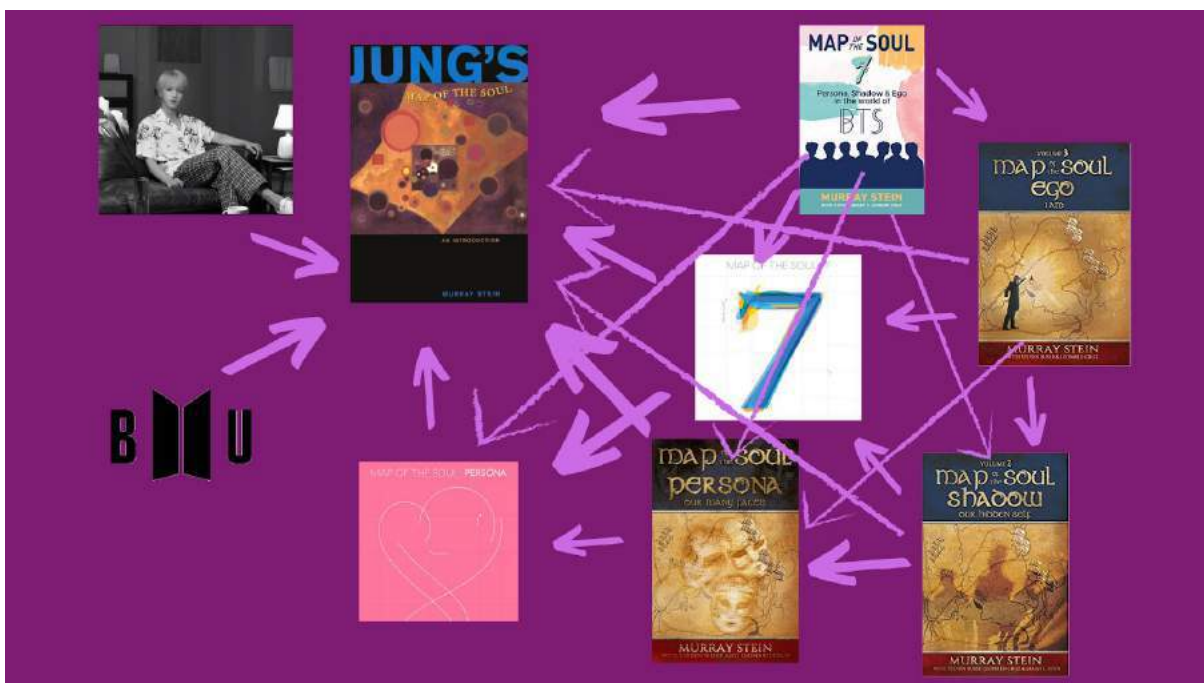 JUNG'S
MAP OF THE SOUL
AN INTRODUCTION
MURRAY STEIN
MAP OF THE SOUL
7
Persona, Shadow & Ego
in the world of
BTS
MURRAY STEIN
VOLUME 3
MAP of the SOUL
EGO
I AM
MURRAY STEIN
MAP OF THE SOUL
7
B U
MAP OF THE SOUL PERSONA
MAP of the SOUL
PERSONA
OUR MANY FACES
MURRAY STEIN
VOLUME 2
MAP of the SOUL
SHADOW
OUR HIDDEN SELF
MURRAY STEIN